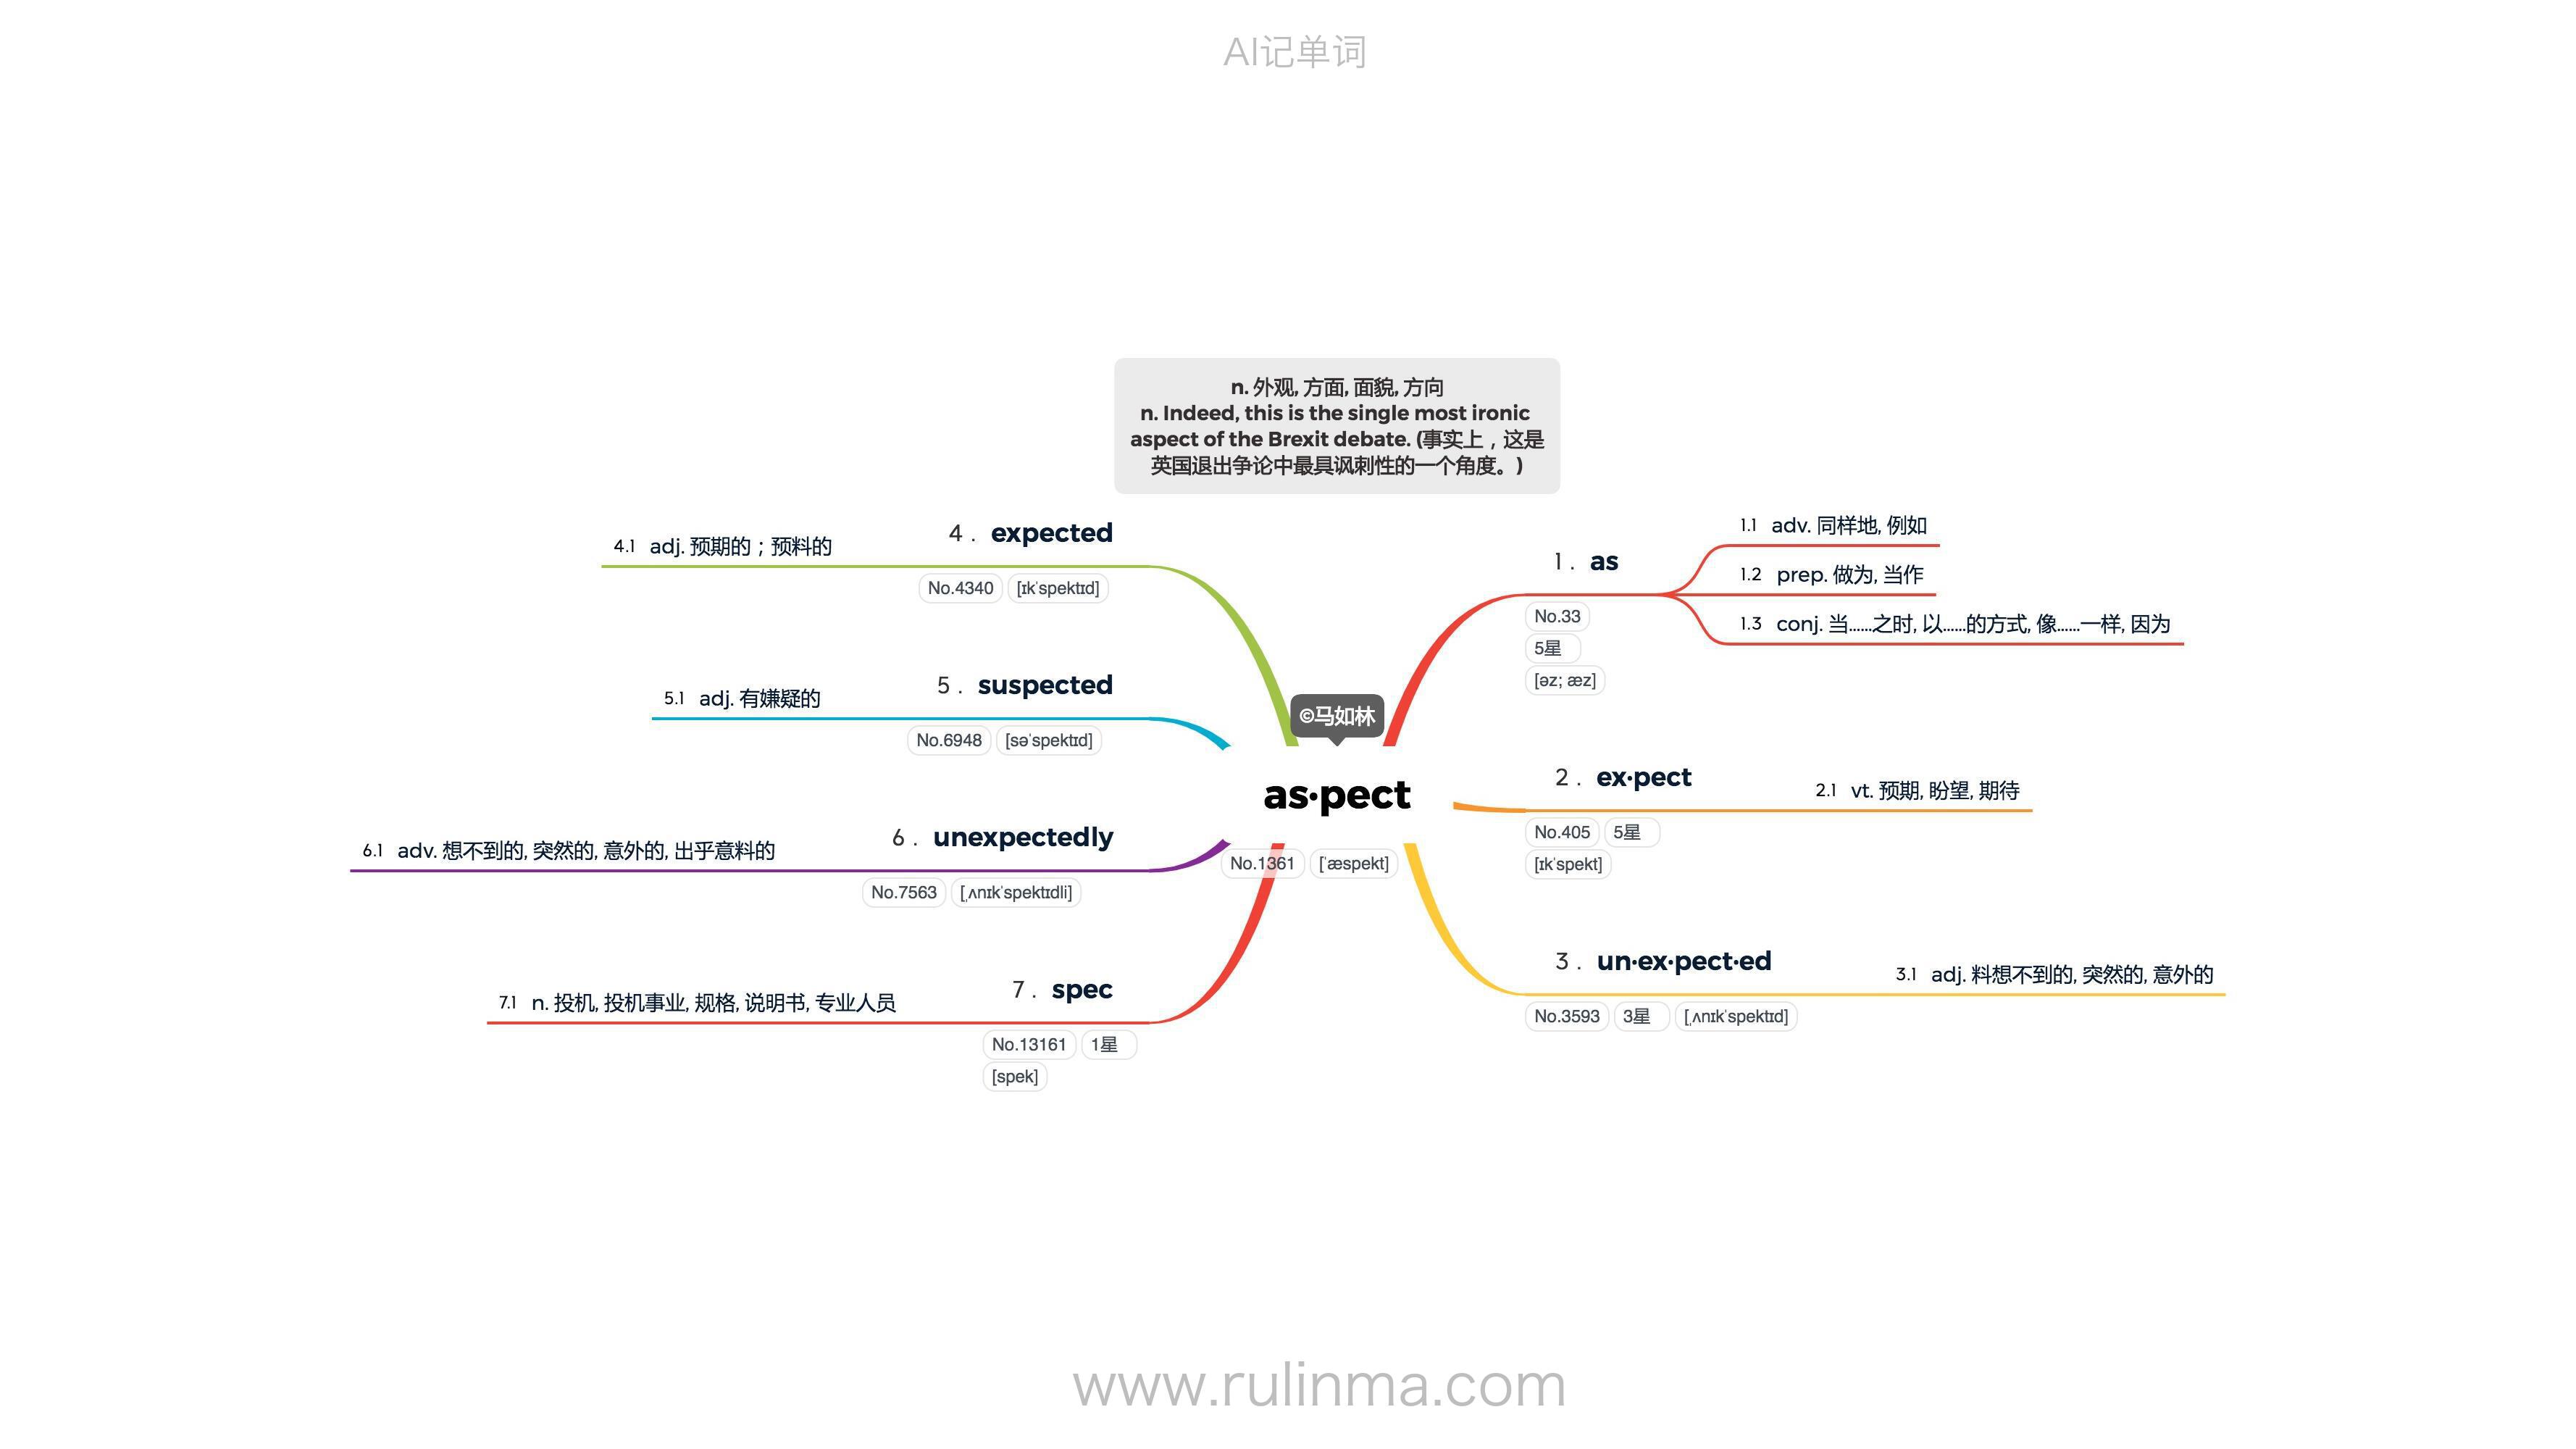 AI记单词
n. 外观, 方面, 面貌, 方向
n. Indeed, this is the single most ironic
aspect of the Brexit debate. (事实上，这是
英国退出争论中最具讽刺性的一个角度。)
©马如林
as·pect
No.1361 [ˈæspekt]
1 . as
No.33
5星
[əz; æz]
1.1 adv. 同样地, 例如
1.2 prep. 做为, 当作
1.3 conj. 当……之时, 以……的方式, 像……一样, 因为
2 . ex·pect
No.405 5星
[ɪkˈspekt]
2.1 vt. 预期, 盼望, 期待
3 . un·ex·pect·ed
No.3593 3星 [ˌʌnɪkˈspektɪd]
3.1 adj. 料想不到的, 突然的, 意外的
4 . expected
No.4340 [ɪkˈspektɪd]
4.1 adj. 预期的；预料的
5 . suspected
No.6948 [səˈspektɪd]
5.1 adj. 有嫌疑的
6 . unexpectedly
No.7563 [ˌʌnɪkˈspektɪdli]
6.1 adv. 想不到的, 突然的, 意外的, 出乎意料的
7 . spec
No.13161 1星
[spek]
7.1 n. 投机, 投机事业, 规格, 说明书, 专业人员
www.rulinma.com